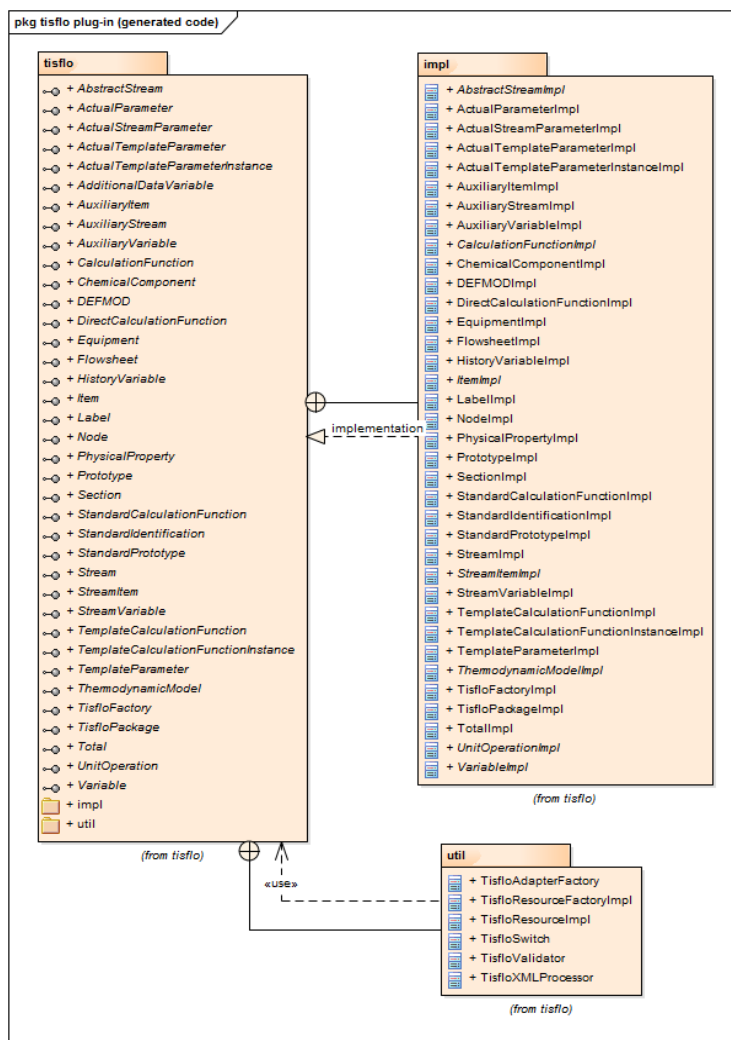 pkg tisflo plug-in (generated code)
tisflo
+ AbstractStream
+ ActualParameter
+ ActualStreamParameter
+ ActualTemplateParameter
+ ActualTemplateParameterInstance
+ AdditionalDataVariable
+ AuxiliaryItem
+ AuxiliaryStream
+ AuxiliaryVariable
+ CalculationFunction
+ ChemicalComponent
+ DEFMOD
+ DirectCalculationFunction
+ Equipment
+ Flowsheet
+ HistoryVariable
+ Item
+ Label
+ Node
+ PhysicalProperty
+ Prototype
+ Section
+ StandardCalculationFunction
+ StandardIdentification
+ StandardPrototype
+ Stream
+ StreamItem
+ StreamVariable
+ TemplateCalculationFunction
+ TemplateCalculationFunctionInstance
+ TemplateParameter
+ ThermodynamicModel
+ TisfloFactory
+ TisfloPackage
+ Total
+ UnitOperation
+ Variable
+ impl
+ util
(from tisflo)
implementation
impl
+ AbstractStreamImpl
+ ActualParameterImpl
+ ActualStreamParameterImpl
+ ActualTemplateParameterImpl
+ ActualTemplateParameterInstanceImpl
+ AuxiliaryItemImpl
+ AuxiliaryStreamImpl
+ AuxiliaryVariableImpl
+ CalculationFunctionImpl
+ ChemicalComponentImpl
+ DEFMODImpl
+ DirectCalculationFunctionImpl
+ EquipmentImpl
+ FlowsheetImpl
+ HistoryVariableImpl
+ ItemImpl
+ LabelImpl
+ NodeImpl
+ PhysicalPropertyImpl
+ PrototypeImpl
+ SectionImpl
+ StandardCalculationFunctionImpl
+ StandardIdentificationImpl
+ StandardPrototypeImpl
+ StreamImpl
+ StreamItemImpl
+ StreamVariableImpl
+ TemplateCalculationFunctionImpl
+ TemplateCalculationFunctionInstanceImpl
+ TemplateParameterImpl
+ ThermodynamicModelImpl
+ TisfloFactoryImpl
+ TisfloPackageImpl
+ TotalImpl
+ UnitOperationImpl
+ VariableImpl
(from tisflo)
«use»
util
+ TisfloAdapterFactory
+ TisfloResourceFactoryImpl
+ TisfloResourceImpl
+ TisfloSwitch
+ TisfloValidator
+ TisfloXMLProcessor
(from tisflo)